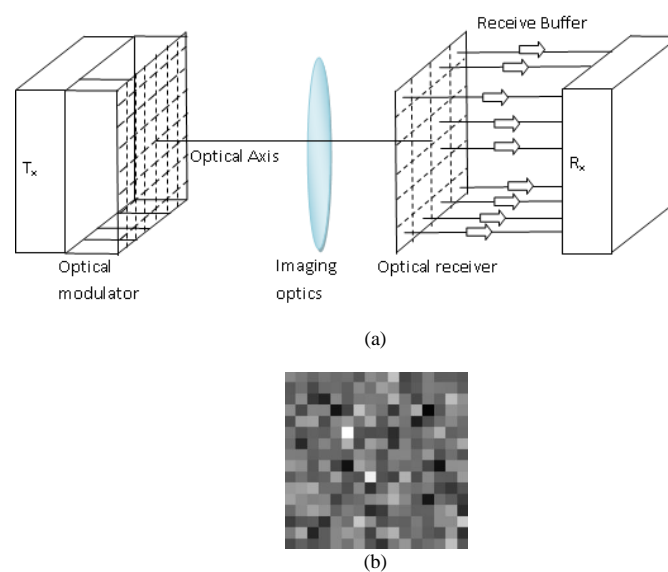 Receive Buffer
Tx
Optical Axis
Rx
Optical
modulator
Imaging
optics
Optical receiver
(a)
(b)